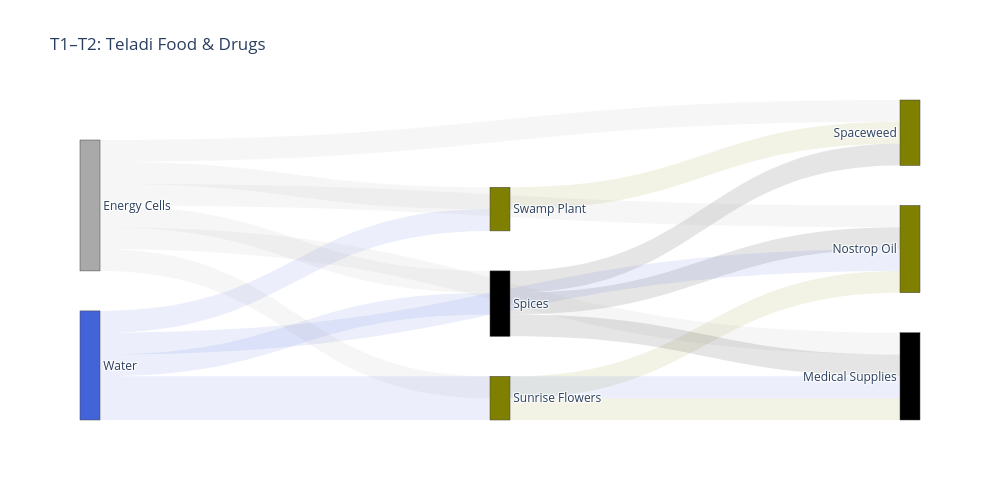 T1–T2: Teladi Food & Drugs
Energy Cells
Water
Swamp Plant
Spices
Sunrise Flowers
Spaceweed
Nostrop Oil
Medical Supplies